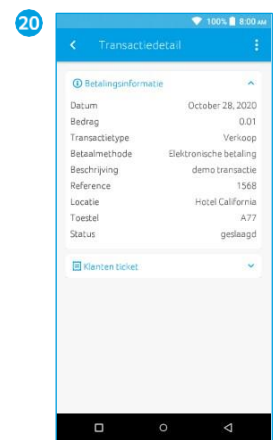 20
100% 8:00 AM
Transactiedetail
Betalingsinformatie
Datum October 28, 2020
Bedrag 0.01
Transactietype Verkoop
Betaalmethode Elektronische betaling
Beschrijving demo transactie
Reference 1568
Locatie Hotel California
Toestel A77
Status geslaagd
Klanten ticket